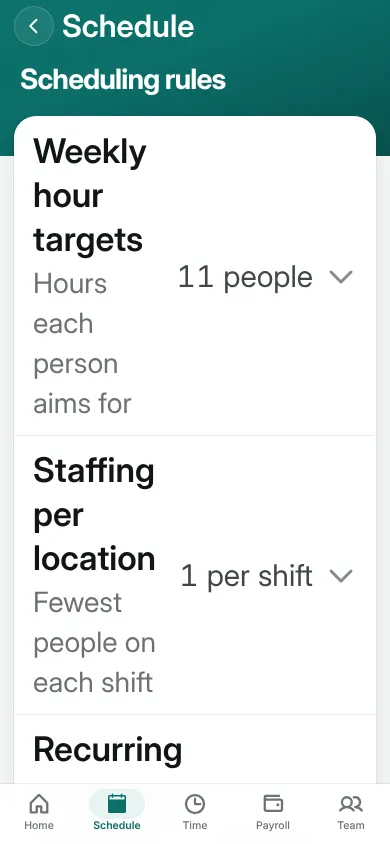 Schedule
Scheduling rules
Weekly
hour
targets
Hours
each
person
aims for
11 people
Staffing
per
location
Fewest
people on
each shift
1 per shift
Recurring
Home
Schedule
Time
Payroll
Team